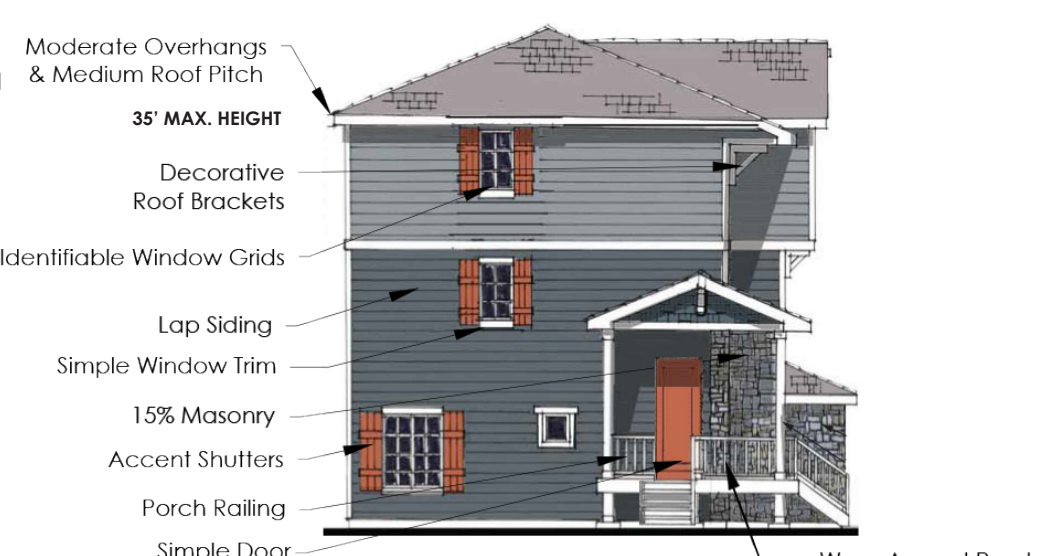 Moderate Overhangs
& Medium Roof Pitch
35' MAX. HEIGHT
Decorative
Roof Brackets
Identifiable Window Grids
Lap Siding
Simple Window Trim
15% Masonry
Accent Shutters
Porch Railing
Simple Door